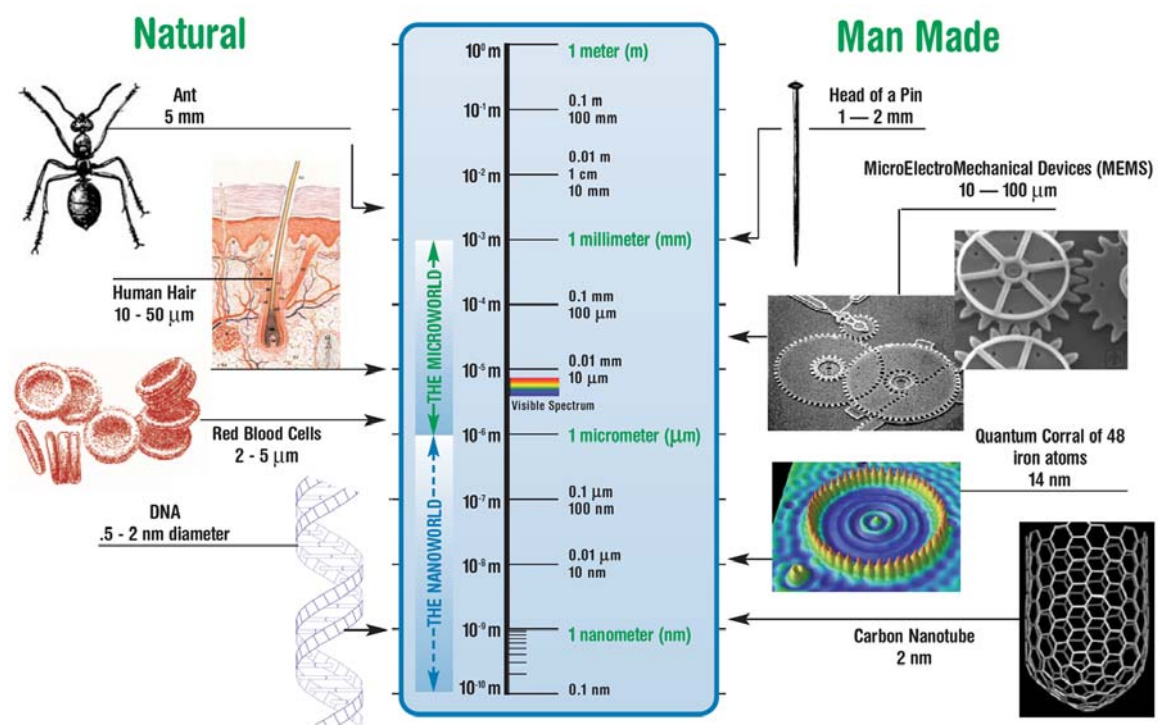 Natural
Man Made
Ant
5 mm
Human Hair
10 - 50 μm
Red Blood Cells
2 - 5 μm
DNA
.5 - 2 nm diameter
THE MICROWORLD
THE NANOWORLD
10⁰ m
1 meter (m)
10⁻¹ m
0.1 m
100 mm
10⁻² m
0.01 m
1 cm
10 mm
10⁻³ m
1 millimeter (mm)
10⁻⁴ m
0.1 mm
100 μm
10⁻⁵ m
0.01 mm
10 μm
Visible Spectrum
10⁻⁶ m
1 micrometer (μm)
10⁻⁷ m
0.1 μm
100 nm
10⁻⁸ m
0.01 μm
10 nm
10⁻⁹ m
1 nanometer (nm)
10⁻¹⁰ m
0.1 nm
Head of a Pin
1 — 2 mm
MicroElectroMechanical Devices (MEMS)
10 — 100 μm
Quantum Corral of 48
iron atoms
14 nm
Carbon Nanotube
2 nm